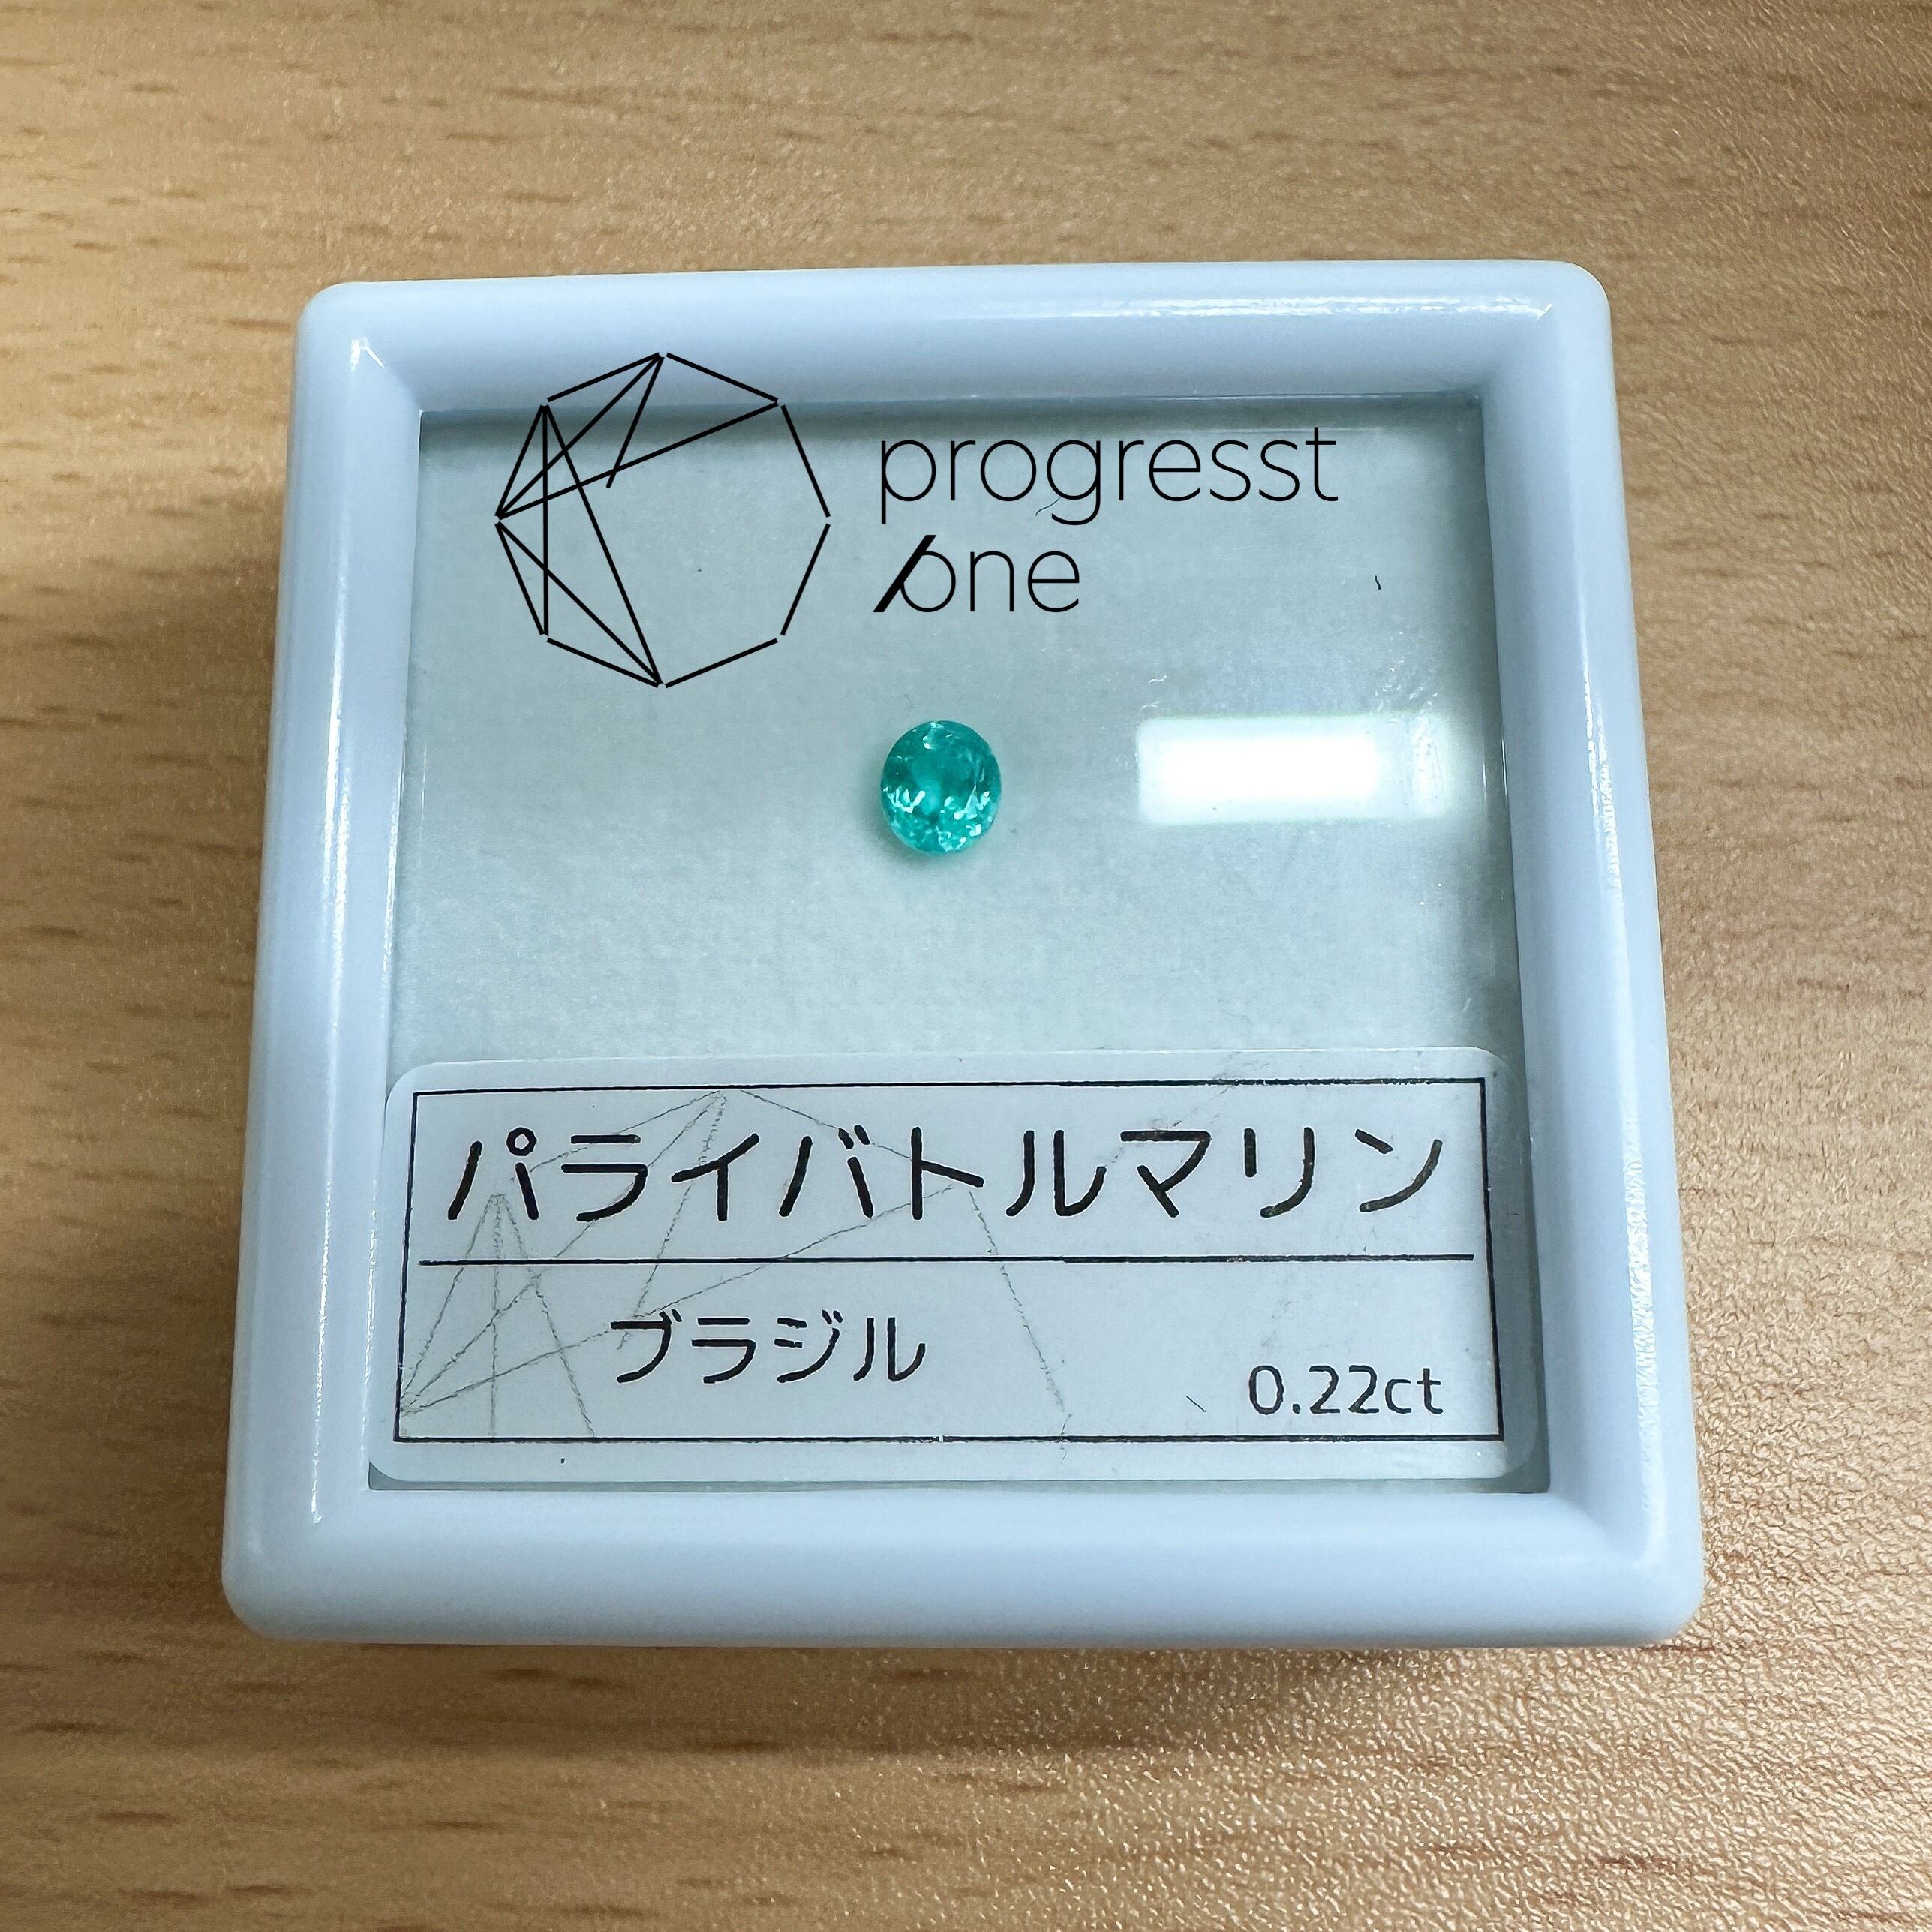 progresst
one
パライバトルマリン
ブラジル
0.22ct